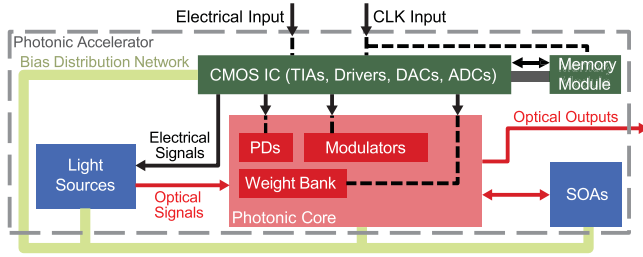 Electrical Input
CLK Input
Photonic Accelerator
Bias Distribution Network
CMOS IC (TIAs, Drivers, DACs, ADCs)
Memory
Module
Optical Outputs
Electrical
Signals
PDs
Modulators
Light
Sources
Weight Bank
Optical
Signals
SOAs
Photonic Core